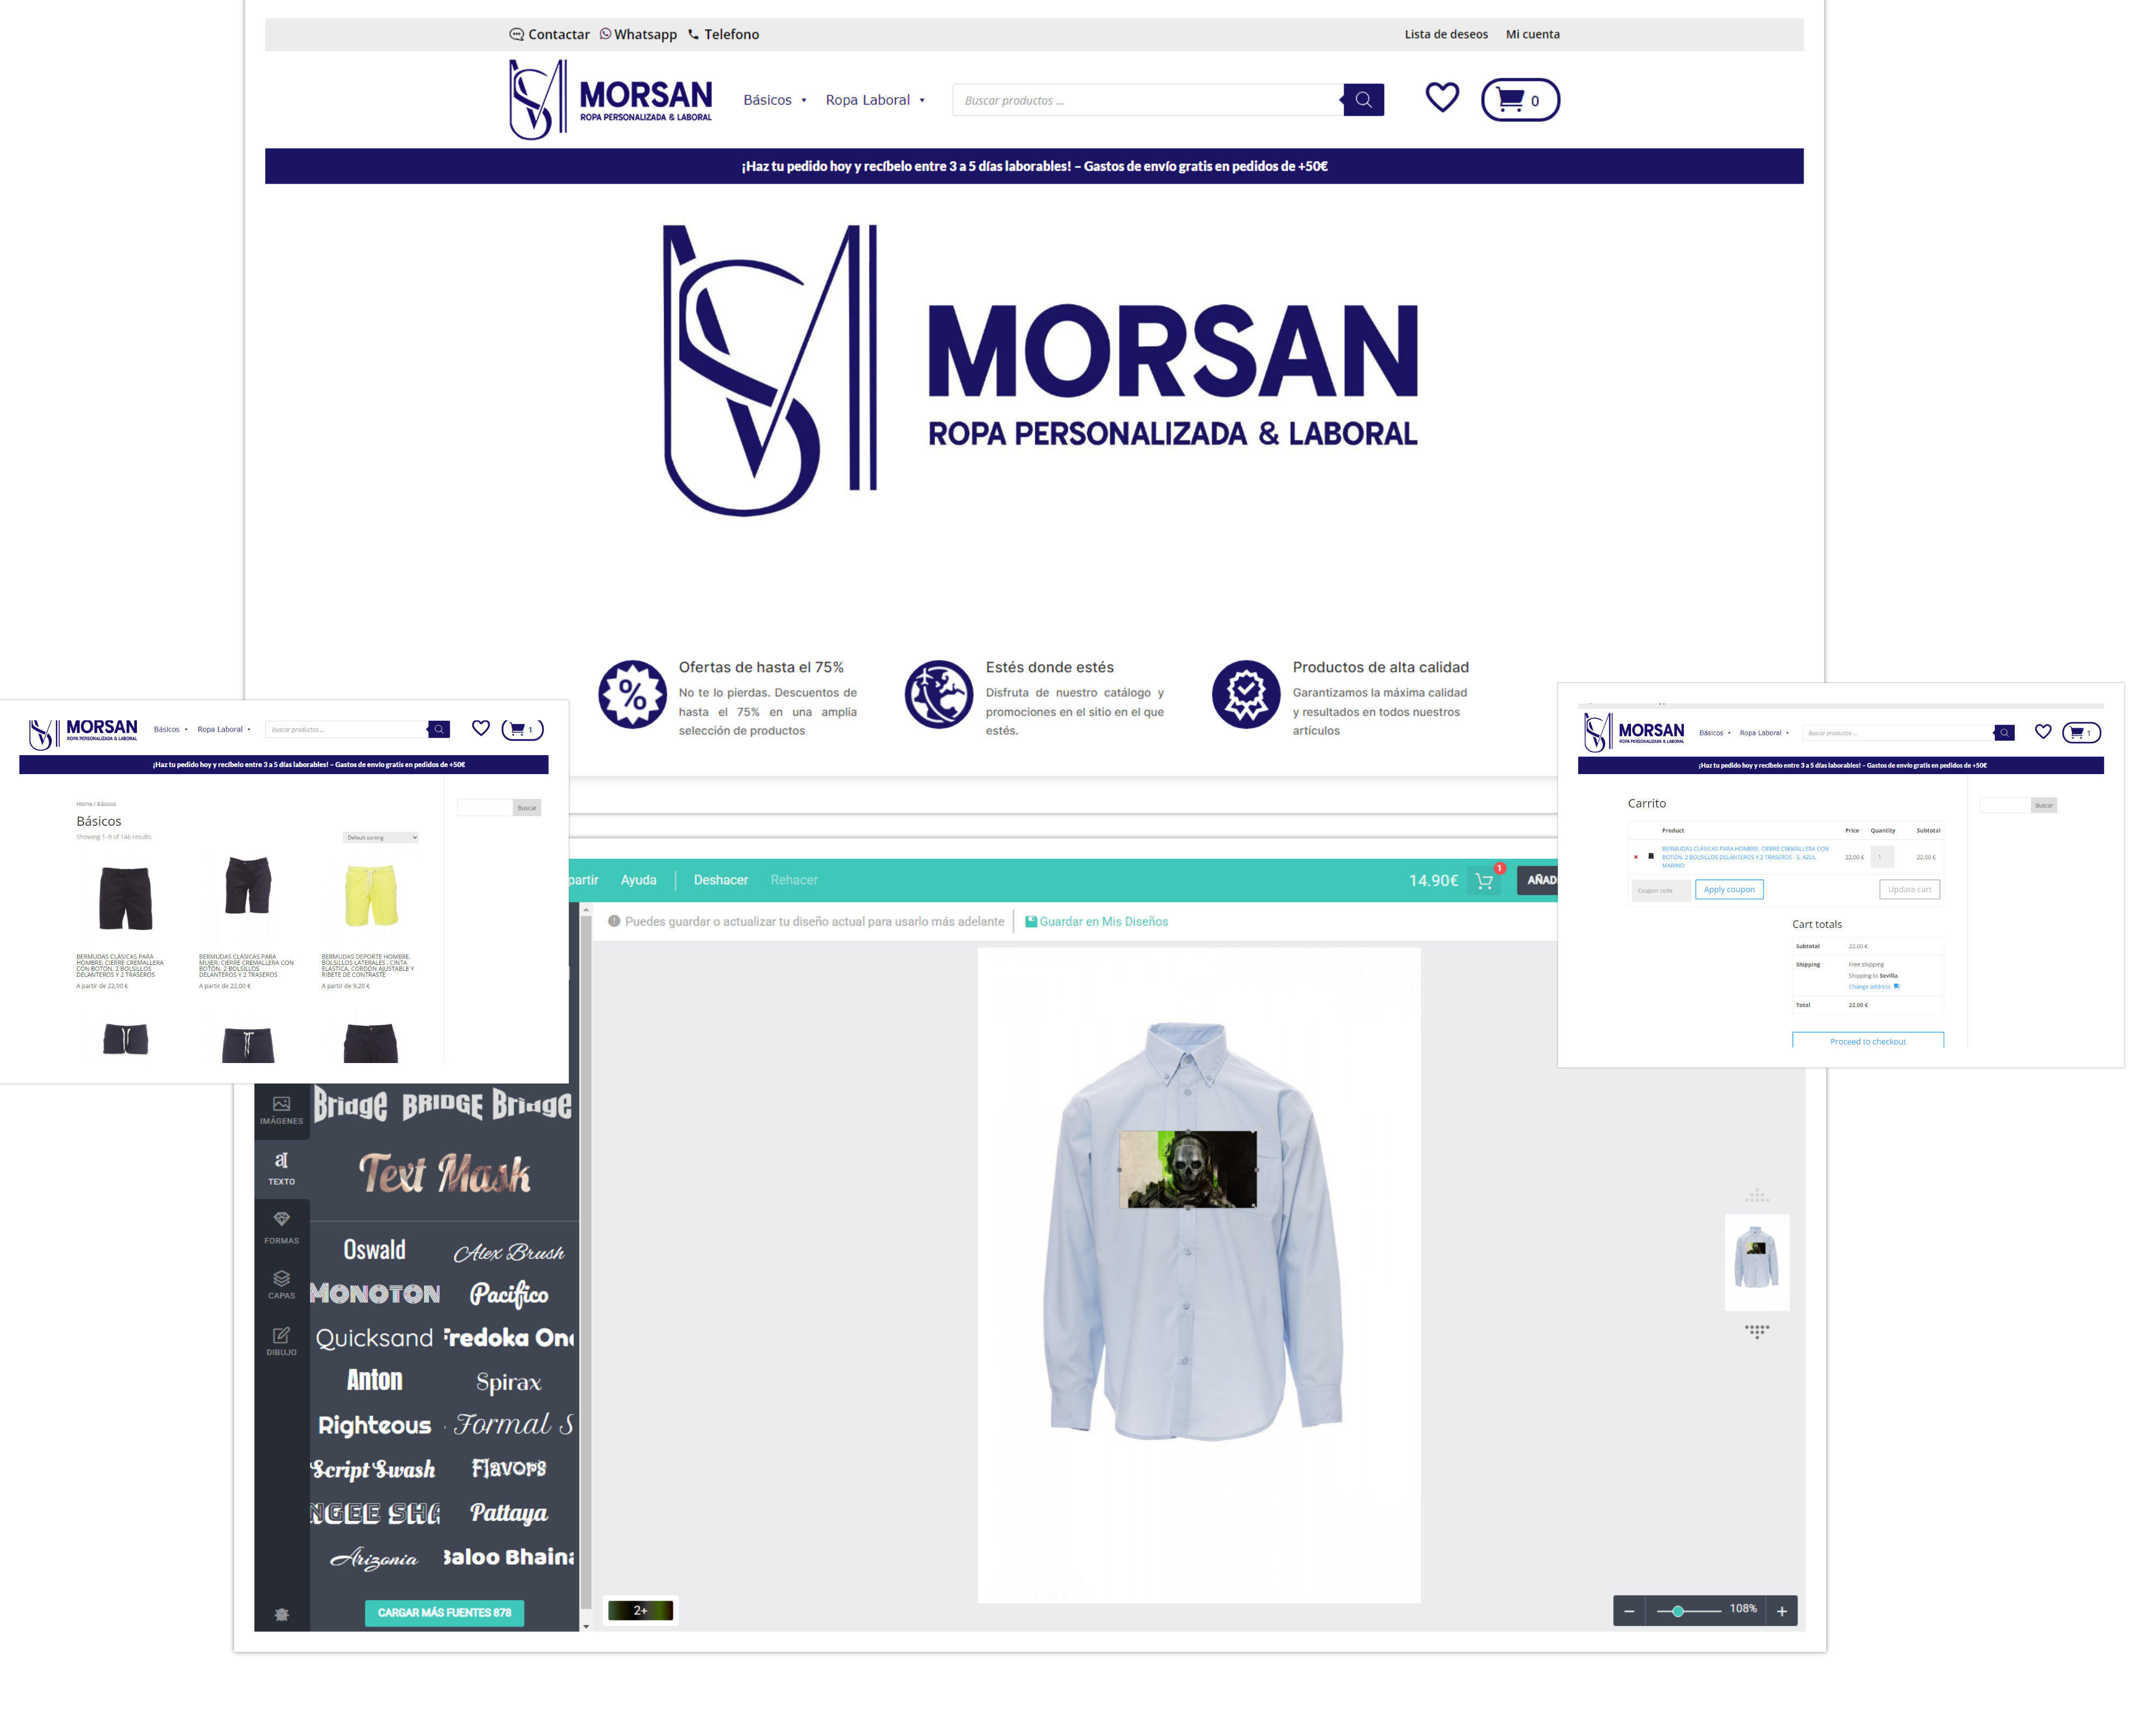 Contactar Whatsapp Telefono
Lista de deseos Mi cuenta
MORSAN
ROPA PERSONALIZADA & LABORAL
Básicos Ropa Laboral
Buscar productos ...
0
¡Haz tu pedido hoy y recíbelo entre 3 a 5 días laborables! – Gastos de envío gratis en pedidos de +50€
MORSAN
ROPA PERSONALIZADA & LABORAL
Ofertas de hasta el 75%
No te lo pierdas. Descuentos de
hasta el 75% en una amplia
selección de productos
Estés donde estés
Disfruta de nuestro catálogo y
promociones en el sitio en el que
estés.
Productos de alta calidad
Garantizamos la máxima calidad
y resultados en todos nuestros
artículos
MORSAN
ROPA PERSONALIZADA & LABORAL
Básicos Ropa Laboral
Buscar productos ...
1
¡Haz tu pedido hoy y recíbelo entre 3 a 5 días laborables! – Gastos de envío gratis en pedidos de +50€
Home / Básicos
Buscar
Básicos
Showing 1–9 of 146 results
Default sorting
BERMUDAS CLÁSICAS PARA
HOMBRE, CIERRE CREMALLERA
CON BOTÓN, 2 BOLSILLOS
DELANTEROS Y 2 TRASEROS
A partir de 22,00 €
BERMUDAS CLÁSICAS PARA
MUJER, CIERRE CREMALLERA CON
BOTÓN, 2 BOLSILLOS
DELANTEROS Y 2 TRASEROS
A partir de 22,00 €
BERMUDAS DEPORTE HOMBRE,
BOLSILLOS LATERALES , CINTA
ELÁSTICA, CORDÓN AJUSTABLE Y
RIBETE DE CONTRASTE
A partir de 9,20 €
MORSAN
ROPA PERSONALIZADA & LABORAL
Básicos Ropa Laboral
Buscar productos ...
1
¡Haz tu pedido hoy y recíbelo entre 3 a 5 días laborables! – Gastos de envío gratis en pedidos de +50€
Carrito
Buscar
Product Price Quantity Subtotal
BERMUDAS CLÁSICAS PARA HOMBRE, CIERRE CREMALLERA CON
BOTÓN, 2 BOLSILLOS DELANTEROS Y 2 TRASEROS - S, AZUL
MARINO
22,00 € 1 22,00 €
Coupon code Apply coupon Update cart
Cart totals
Subtotal 22,00 €
Shipping Free shipping
Shipping to Sevilla.
Change address
Total 22,00 €
Proceed to checkout
partir Ayuda Deshacer Rehacer
14.90€ 1 AÑAD
Puedes guardar o actualizar tu diseño actual para usarlo más adelante Guardar en Mis Diseños
IMÁGENES
TEXTO
FORMAS
CAPAS
DIBUJO
Bridge BRIDGE Bridge
Text Mask
Oswald Alex Brush
MONOTON Pacifico
Quicksand Fredoka One
Anton Spirax
Righteous Formal S
Script Swash Flavors
NGEE SHA Pattaya
Arizonia Baloo Bhaina
CARGAR MÁS FUENTES 878
2+
108%